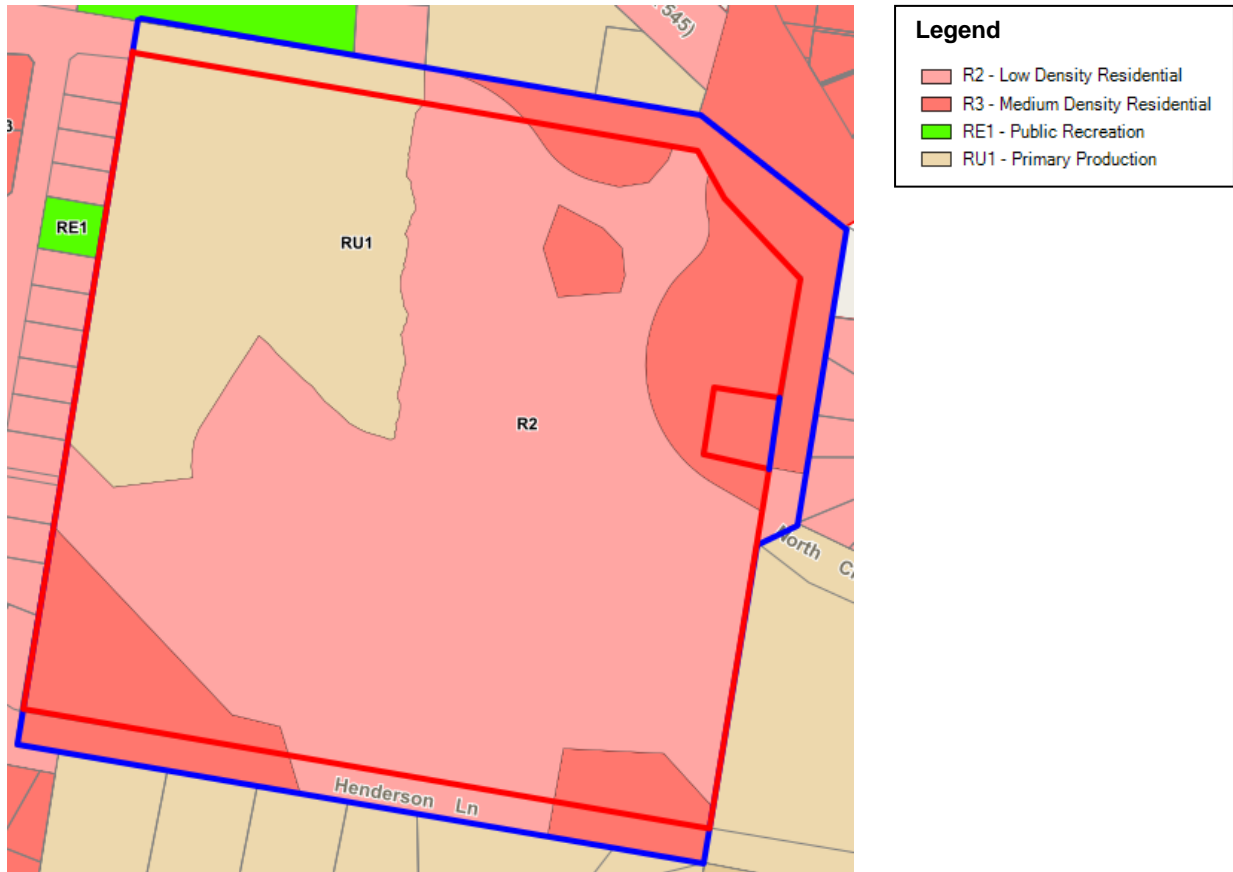 545)
RE1
RU1
R2
North
Henderson Ln
Legend
R2 - Low Density Residential
R3 - Medium Density Residential
RE1 - Public Recreation
RU1 - Primary Production